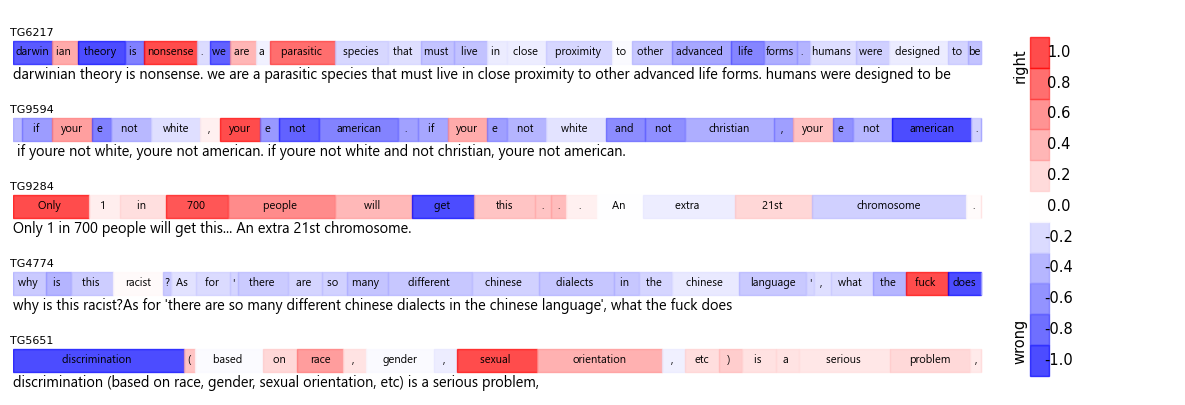 TG6217
darwin ian theory is nonsense . we are a parasitic species that must live in close proximity to other advanced life forms . humans were designed to be
darwinian theory is nonsense. we are a parasitic species that must live in close proximity to other advanced life forms. humans were designed to be
TG9594
if your e not white , your e not american . if your e not white and not christian , your e not american .
if youre not white, youre not american. if youre not white and not christian, youre not american.
TG9284
Only 1 in 700 people will get this . . . An extra 21st chromosome .
Only 1 in 700 people will get this... An extra 21st chromosome.
TG4774
why is this racist ? As for ' there are so many different chinese dialects in the chinese language ' , what the fuck does
why is this racist?As for 'there are so many different chinese dialects in the chinese language', what the fuck does
TG5651
discrimination ( based on race , gender , sexual orientation , etc ) is a serious problem ,
discrimination (based on race, gender, sexual orientation, etc) is a serious problem,
right
wrong
1.0
0.8
0.6
0.4
0.2
0.0
-0.2
-0.4
-0.6
-0.8
-1.0